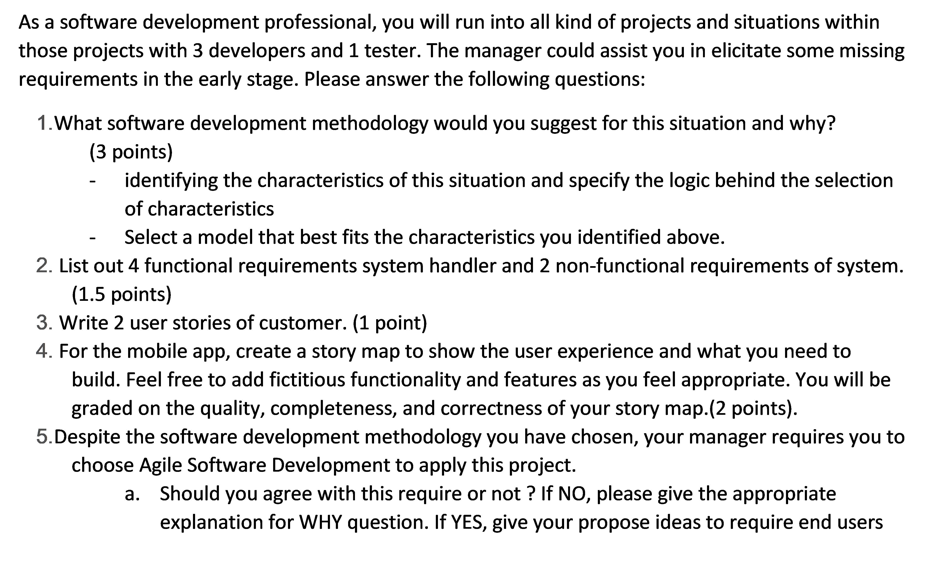 As a software development professional, you will run into all kind of projects and situations within
those projects with 3 developers and 1 tester. The manager could assist you in elicitate some missing
requirements in the early stage. Please answer the following questions:
1.What software development methodology would you suggest for this situation and why?
(3 points)
- identifying the characteristics of this situation and specify the logic behind the selection
of characteristics
- Select a model that best fits the characteristics you identified above.
2. List out 4 functional requirements system handler and 2 non-functional requirements of system.
(1.5 points)
3. Write 2 user stories of customer. (1 point)
4. For the mobile app, create a story map to show the user experience and what you need to
build. Feel free to add fictitious functionality and features as you feel appropriate. You will be
graded on the quality, completeness, and correctness of your story map.(2 points).
5.Despite the software development methodology you have chosen, your manager requires you to
choose Agile Software Development to apply this project.
a. Should you agree with this require or not ? If NO, please give the appropriate
explanation for WHY question. If YES, give your propose ideas to require end users